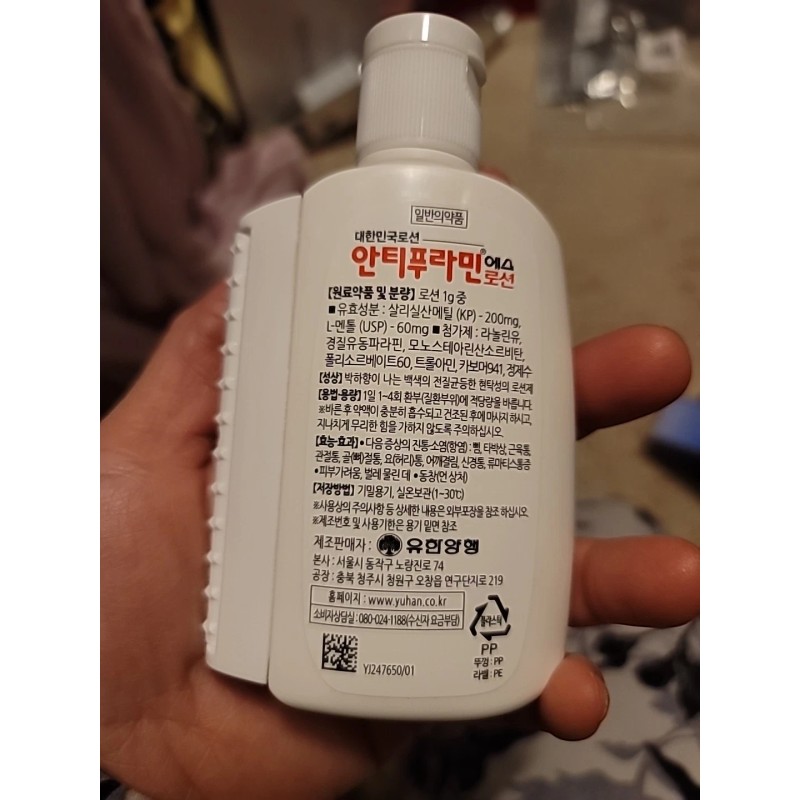 일반의약품
대한민국로션
안티푸라민® 에스
로션
[원료약품 및 분량] 로션 1g 중
■ 유효성분 : 살리실산메틸 (KP) - 200mg,
L-멘톨 (USP) - 60mg ■ 첨가제 : 라놀린유,
경질유동파라핀, 모노스테아린산소르비탄,
폴리소르베이트60, 트롤아민, 카보머941, 정제수
[성상] 박하향이 나는 백색의 전질균등한 현탁성의 로션제
[용법·용량] 1일 1~4회 환부(질환부위)에 적당량을 바릅니다.
※바른 후 약액이 충분히 흡수되고 건조된 후에 마사지 하시고,
지나치게 무리한 힘을 가하지 않도록 주의하십시오.
[효능·효과] • 다음 증상의 진통·소염(항염) : 삠, 타박상, 근육통,
관절통, 골(뼈)절통, 요(허리)통, 어깨결림, 신경통, 류마티스통증
• 피부가려움, 벌레 물린 데 • 동창(언 상처)
[저장방법] 기밀용기, 실온보관(1~30℃)
※사용상의 주의사항 등 상세한 내용은 외부포장을 참조 하십시오.
※제조번호 및 사용기한은 용기 밑면 참조
제조판매자 : 유한양행
본사 : 서울시 동작구 노량진로 74
공장 : 충북 청주시 청원구 오창읍 연구단지로 219
홈페이지 : www.yuhan.co.kr
소비자상담실 : 080-024-1188(수신자 요금부담)
플라스틱
PP
뚜껑 : PP
라벨 : PE
YJ247650/01